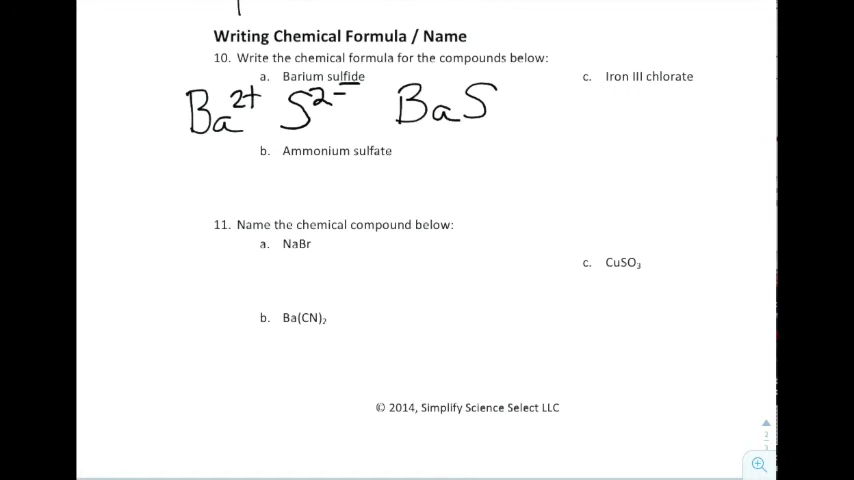 Writing Chemical Formula / Name
10. Write the chemical formula for the compounds below:
a. Barium sulfide
Ba²⁺ S²⁻ BaS
b. Ammonium sulfate
c. Iron III chlorate
11. Name the chemical compound below:
a. NaBr
b. Ba(CN)₂
c. CuSO₃
© 2014, Simplify Science Select LLC
2
3